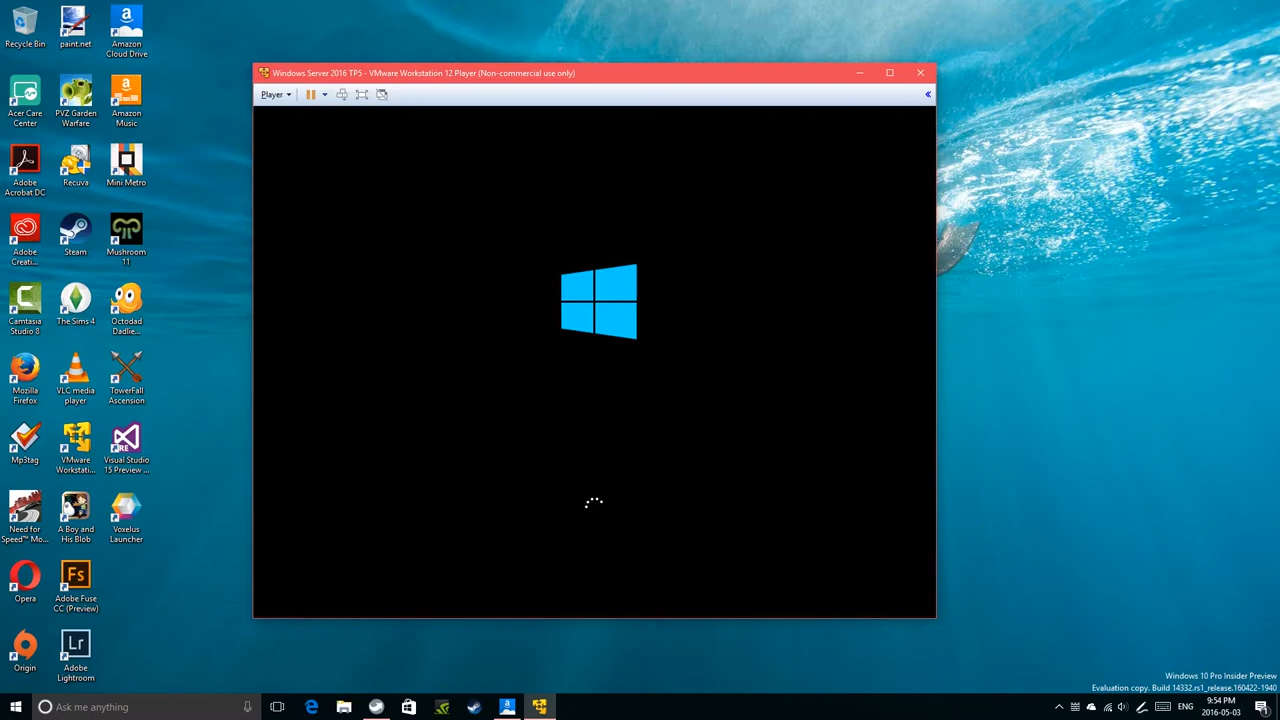 Recycle Bin
paint.net
Amazon
Cloud Drive
Acer Care
Center
PVZ Garden
Warfare
Amazon
Music
Adobe
Acrobat DC
Recuva
Mini Metro
Adobe
Creati...
Steam
Mushroom
11
Camtasia
Studio 8
The Sims 4
Octodad
Dadlie...
Mozilla
Firefox
VLC media
player
TowerFall
Ascension
Mp3tag
VMware
Workstati...
Visual Studio
15 Preview ...
Need for
Speed™ Mo...
A Boy and
His Blob
Voxelus
Launcher
Opera
Fs
Adobe Fuse
CC (Preview)
Origin
Lr
Adobe
Lightroom
Windows Server 2016 TP5 - VMware Workstation 12 Player (Non-commercial use only)
Player
Windows 10 Pro Insider Preview
Evaluation copy. Build 14332.rs1_release.160422-1940
Ask me anything
ENG
9:54 PM
2016-05-03